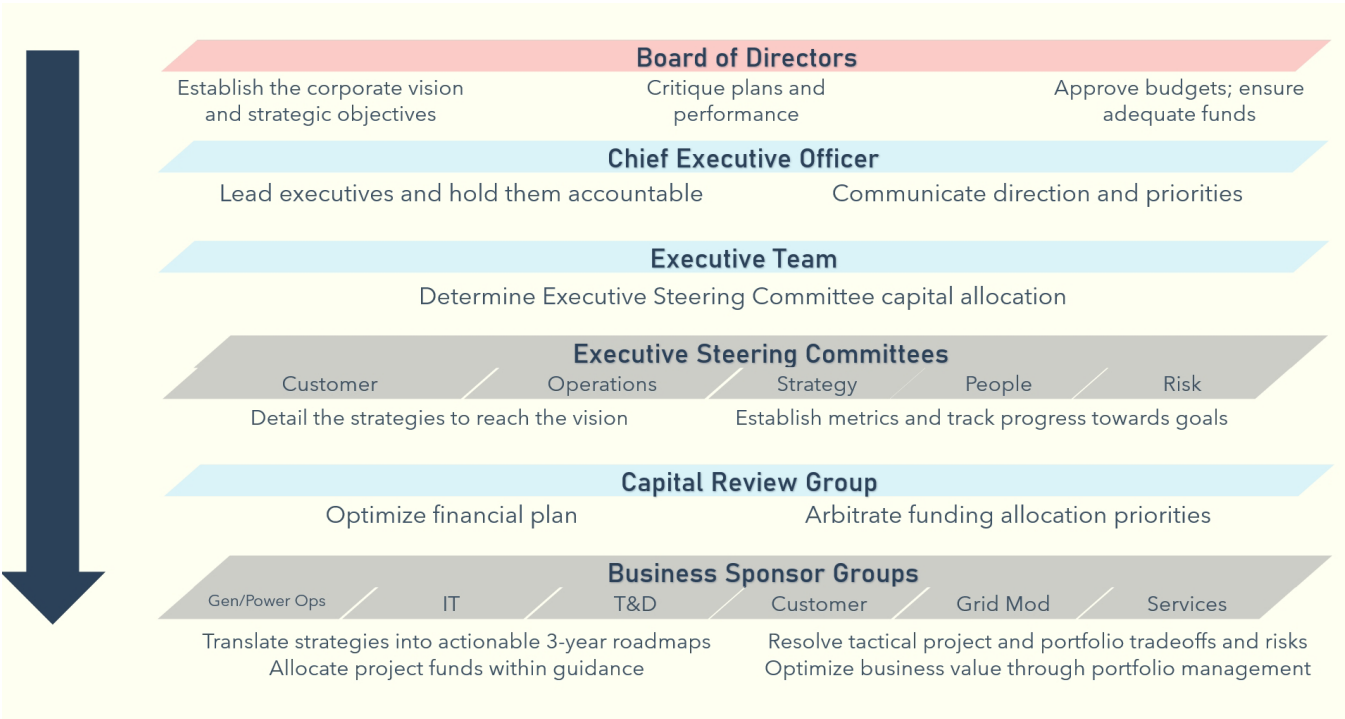 Board of Directors
Establish the corporate vision
and strategic objectives
Critique plans and
performance
Approve budgets; ensure
adequate funds
Chief Executive Officer
Lead executives and hold them accountable
Communicate direction and priorities
Executive Team
Determine Executive Steering Committee capital allocation
Executive Steering Committees
Customer
Operations
Strategy
People
Risk
Detail the strategies to reach the vision
Establish metrics and track progress towards goals
Capital Review Group
Optimize financial plan
Arbitrate funding allocation priorities
Business Sponsor Groups
Gen/Power Ops
IT
T&D
Customer
Grid Mod
Services
Translate strategies into actionable 3-year roadmaps
Allocate project funds within guidance
Resolve tactical project and portfolio tradeoffs and risks
Optimize business value through portfolio management